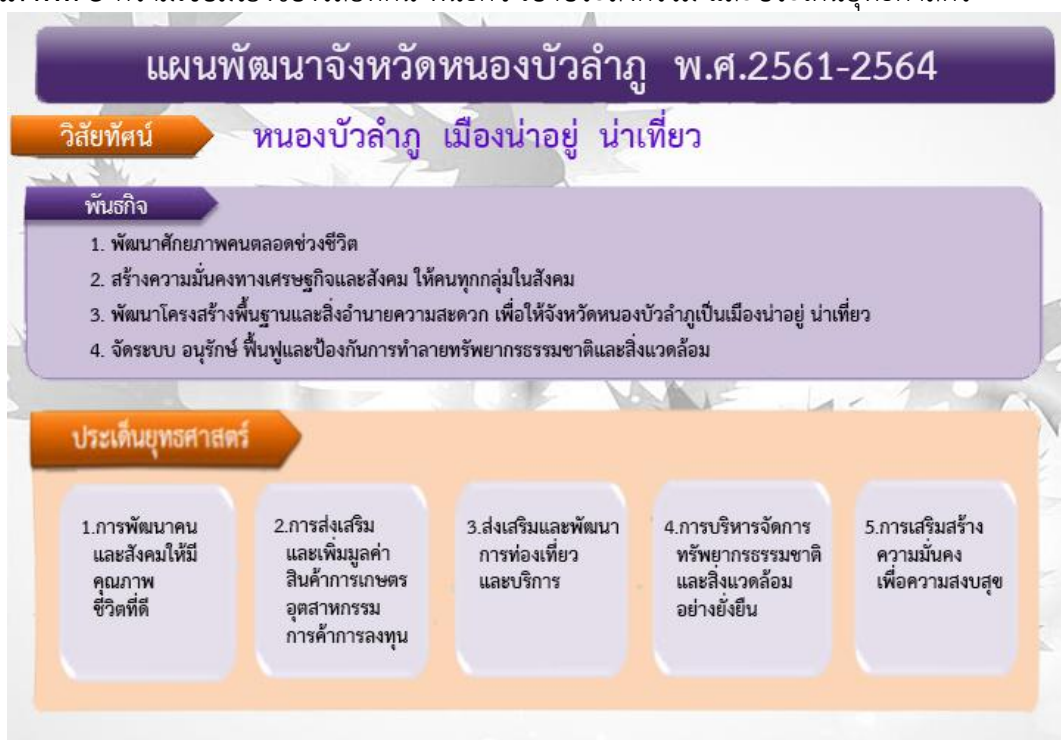 แผนพัฒนาจังหวัดหนองบัวลำภู พ.ศ.2561-2564
วิสัยทัศน์
หนองบัวลำภู เมืองน่าอยู่ น่าเที่ยว
พันธกิจ
1. พัฒนาศักยภาพคนตลอดช่วงชีวิต
2. สร้างความมั่นคงทางเศรษฐกิจและสังคม ให้คนทุกกลุ่มในสังคม
3. พัฒนาโครงสร้างพื้นฐานและสิ่งอำนายความสะดวก เพื่อให้จังหวัดหนองบัวลำภูเป็นเมืองน่าอยู่ น่าเที่ยว
4. จัดระบบ อนุรักษ์ ฟื้นฟูและป้องกันการทำลายทรัพยากรธรรมชาติและสิ่งแวดล้อม
ประเด็นยุทธศาสตร์
1.การพัฒนาคน
และสังคมให้มี
คุณภาพ
ชีวิตที่ดี
2.การส่งเสริม
และเพิ่มมูลค่า
สินค้าการเกษตร
อุตสาหกรรม
การค้าการลงทุน
3.ส่งเสริมและพัฒนา
การท่องเที่ยว
และบริการ
4.การบริหารจัดการ
ทรัพยากรธรรมชาติ
และสิ่งแวดล้อม
อย่างยั่งยืน
5.การเสริมสร้าง
ความมั่นคง
เพื่อความสงบสุข